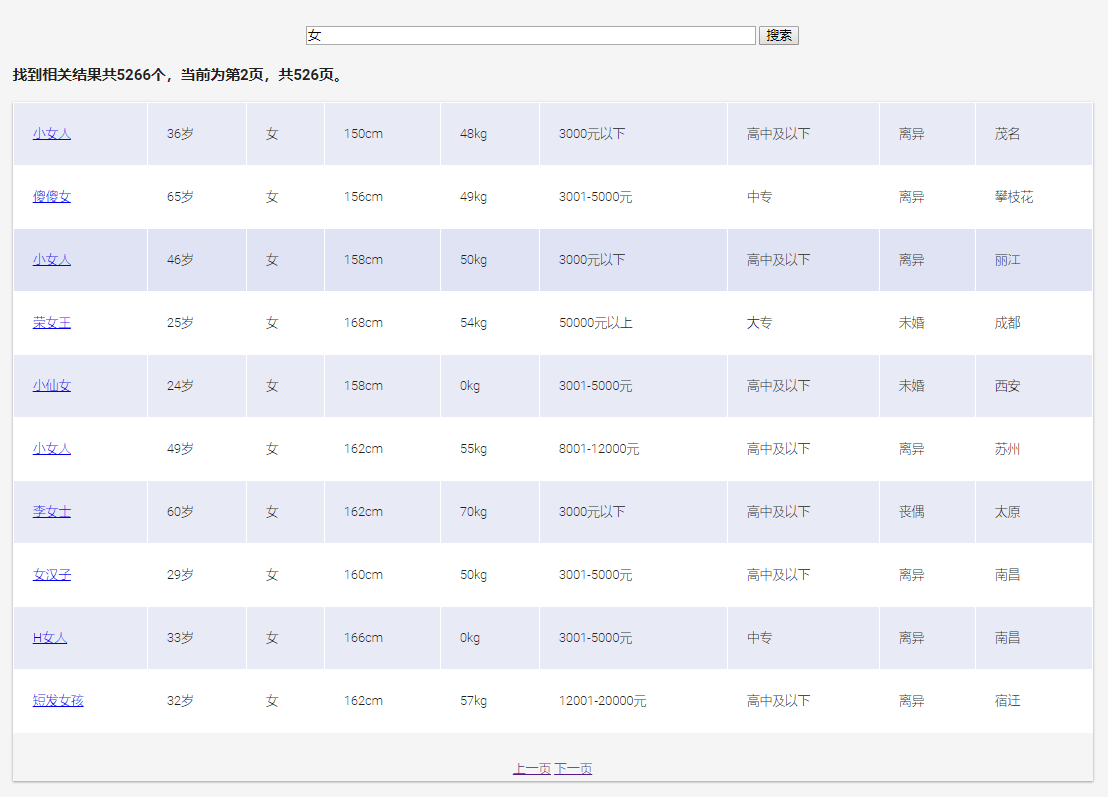 女 搜索
找到相关结果共5266个，当前为第2页，共526页。
小女人 36岁 女 150cm 48kg 3000元以下 高中及以下 离异 茂名
傻傻女 65岁 女 156cm 49kg 3001-5000元 中专 离异 攀枝花
小女人 46岁 女 158cm 50kg 3000元以下 高中及以下 离异 丽江
荣女王 25岁 女 168cm 54kg 50000元以上 大专 未婚 成都
小仙女 24岁 女 158cm 0kg 3001-5000元 高中及以下 未婚 西安
小女人 49岁 女 162cm 55kg 8001-12000元 高中及以下 离异 苏州
李女士 60岁 女 162cm 70kg 3000元以下 高中及以下 丧偶 太原
女汉子 29岁 女 160cm 50kg 3001-5000元 高中及以下 离异 南昌
H女人 33岁 女 166cm 0kg 3001-5000元 中专 离异 南昌
短发女孩 32岁 女 162cm 57kg 12001-20000元 高中及以下 离异 宿迁
上一页 下一页